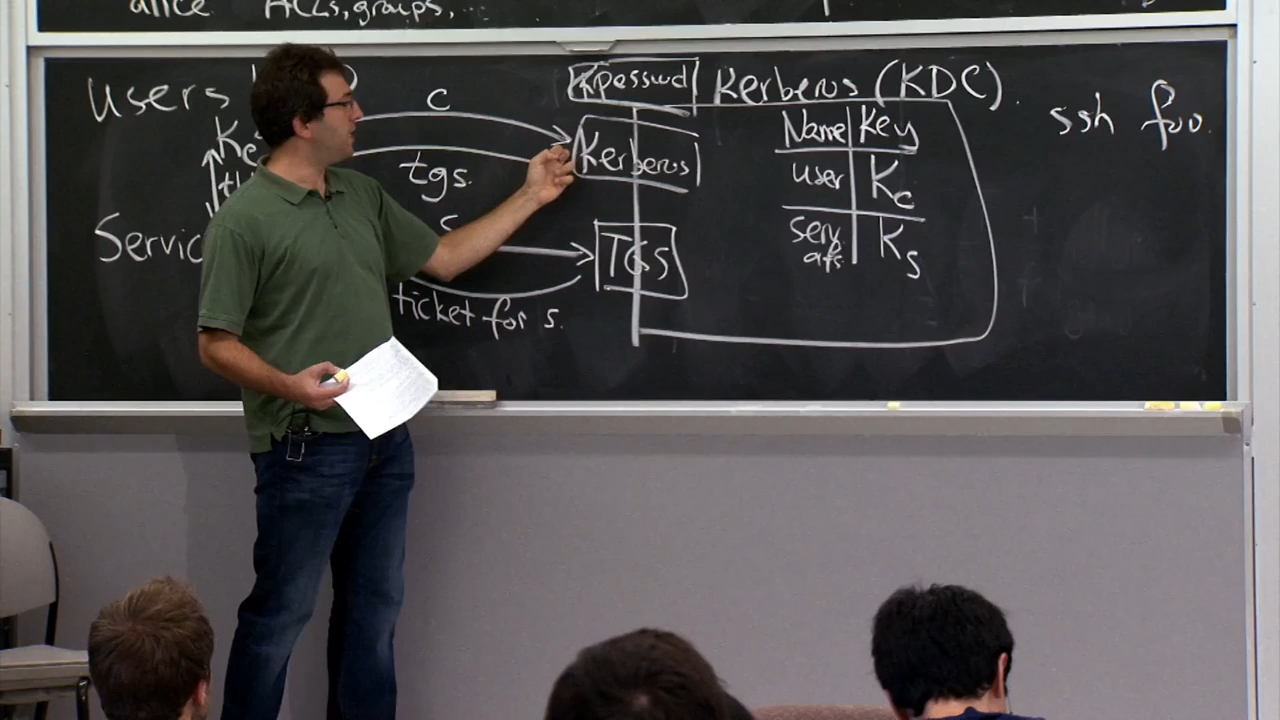 alice ACLs, groups, ...
Users
c
Kpasswd
Kerberos (KDC).
ssh foo.
Kerberos
Name Key
tgs.
user Kc
Servic
s
TGS
serv. afs. Ks
ticket for s.